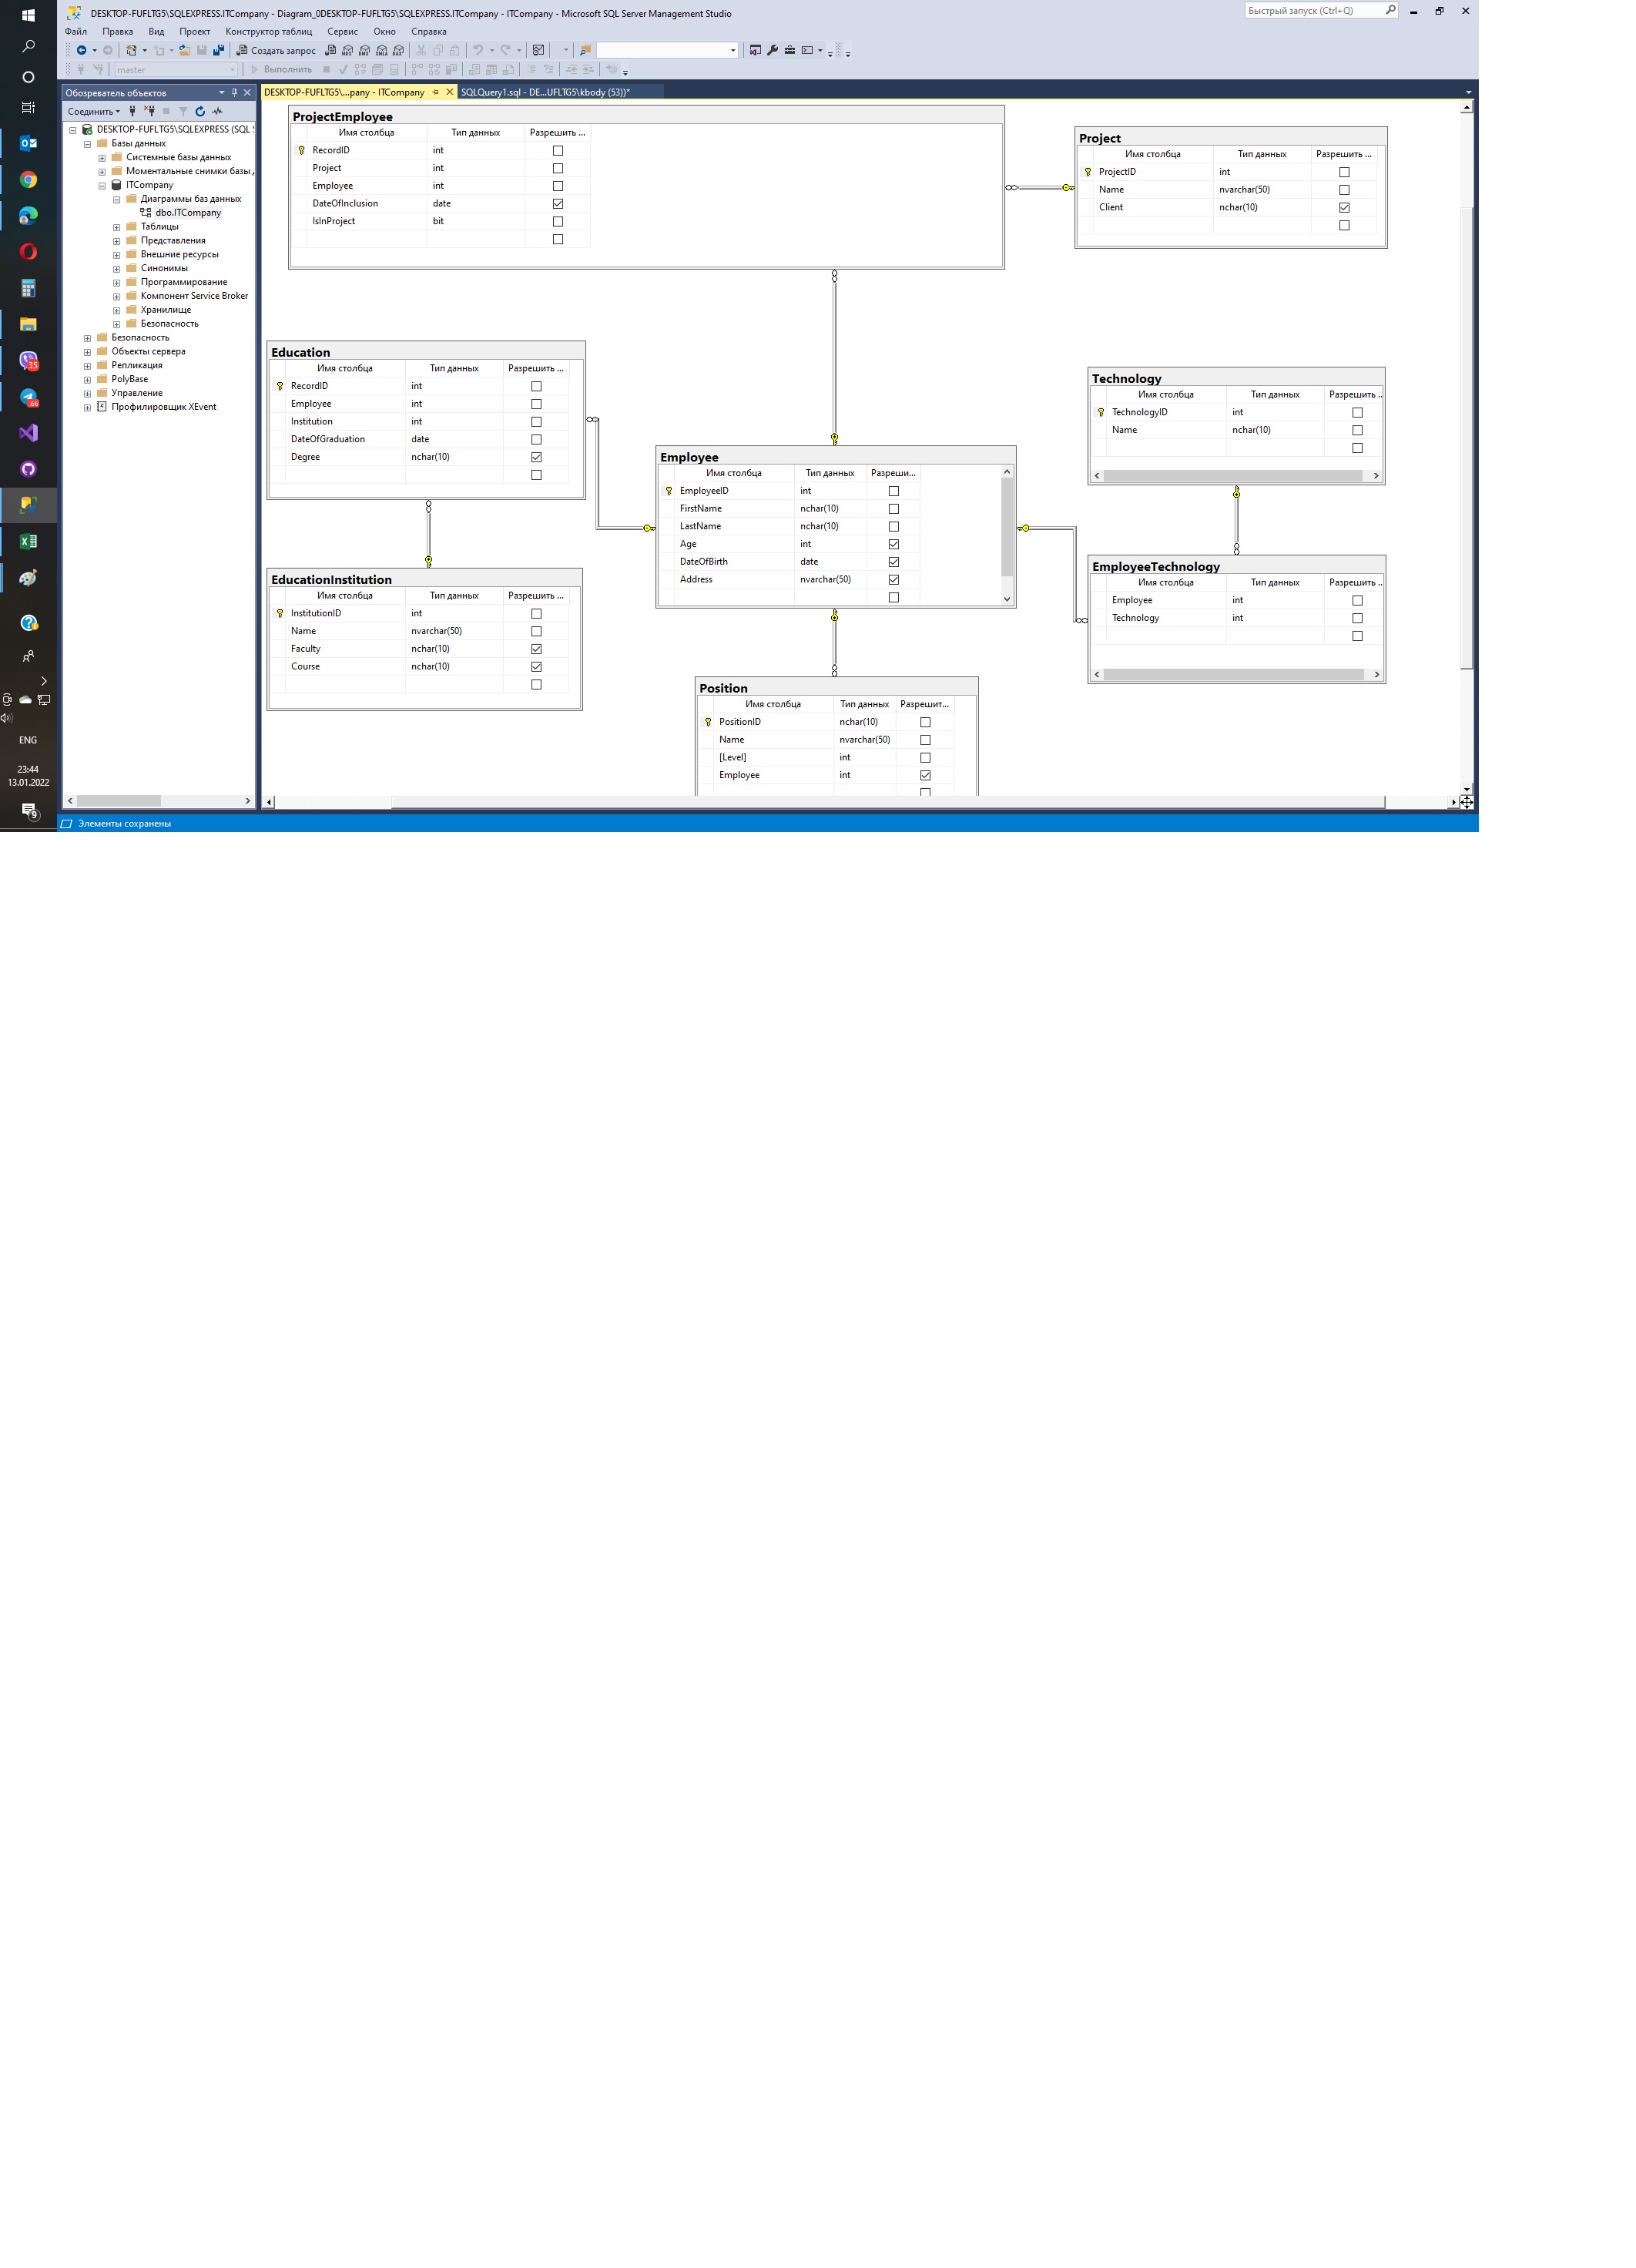 DESKTOP-FUFLTG5\SQLEXPRESS.ITCompany - Diagram_0DESKTOP-FUFLTG5\SQLEXPRESS.ITCompany - ITCompany - Microsoft SQL Server Management Studio
Быстрый запуск (Ctrl+Q)
Файл Правка Вид Проект Конструктор таблиц Сервис Окно Справка
Создать запрос
master
Выполнить
Обозреватель объектов
Соединить
DESKTOP-FUFLTG5\SQLEXPRESS (SQL
Базы данных
Системные базы данных
Моментальные снимки базы
ITCompany
Диаграммы баз данных
dbo.ITCompany
Таблицы
Представления
Внешние ресурсы
Синонимы
Программирование
Компонент Service Broker
Хранилище
Безопасность
Безопасность
Объекты сервера
Репликация
PolyBase
Управление
Профилировщик XEvent
DESKTOP-FUFLTG5\...pany - ITCompany
SQLQuery1.sql - DE...UFLTG5\kbody (53))*
ProjectEmployee
Имя столбца Тип данных Разрешить ...
RecordID int
Project int
Employee int
DateOfInclusion date
IsInProject bit
Project
Имя столбца Тип данных Разрешить ...
ProjectID int
Name nvarchar(50)
Client nchar(10)
Education
Имя столбца Тип данных Разрешить ...
RecordID int
Employee int
Institution int
DateOfGraduation date
Degree nchar(10)
Technology
Имя столбца Тип данных Разрешить ..
TechnologyID int
Name nchar(10)
Employee
Имя столбца Тип данных Разреши...
EmployeeID int
FirstName nchar(10)
LastName nchar(10)
Age int
DateOfBirth date
Address nvarchar(50)
EducationInstitution
Имя столбца Тип данных Разрешить ...
InstitutionID int
Name nvarchar(50)
Faculty nchar(10)
Course nchar(10)
EmployeeTechnology
Имя столбца Тип данных Разрешить ..
Employee int
Technology int
Position
Имя столбца Тип данных Разрешит...
PositionID nchar(10)
Name nvarchar(50)
[Level] int
Employee int
35
66
ENG
23:44
13.01.2022
9
Элементы сохранены